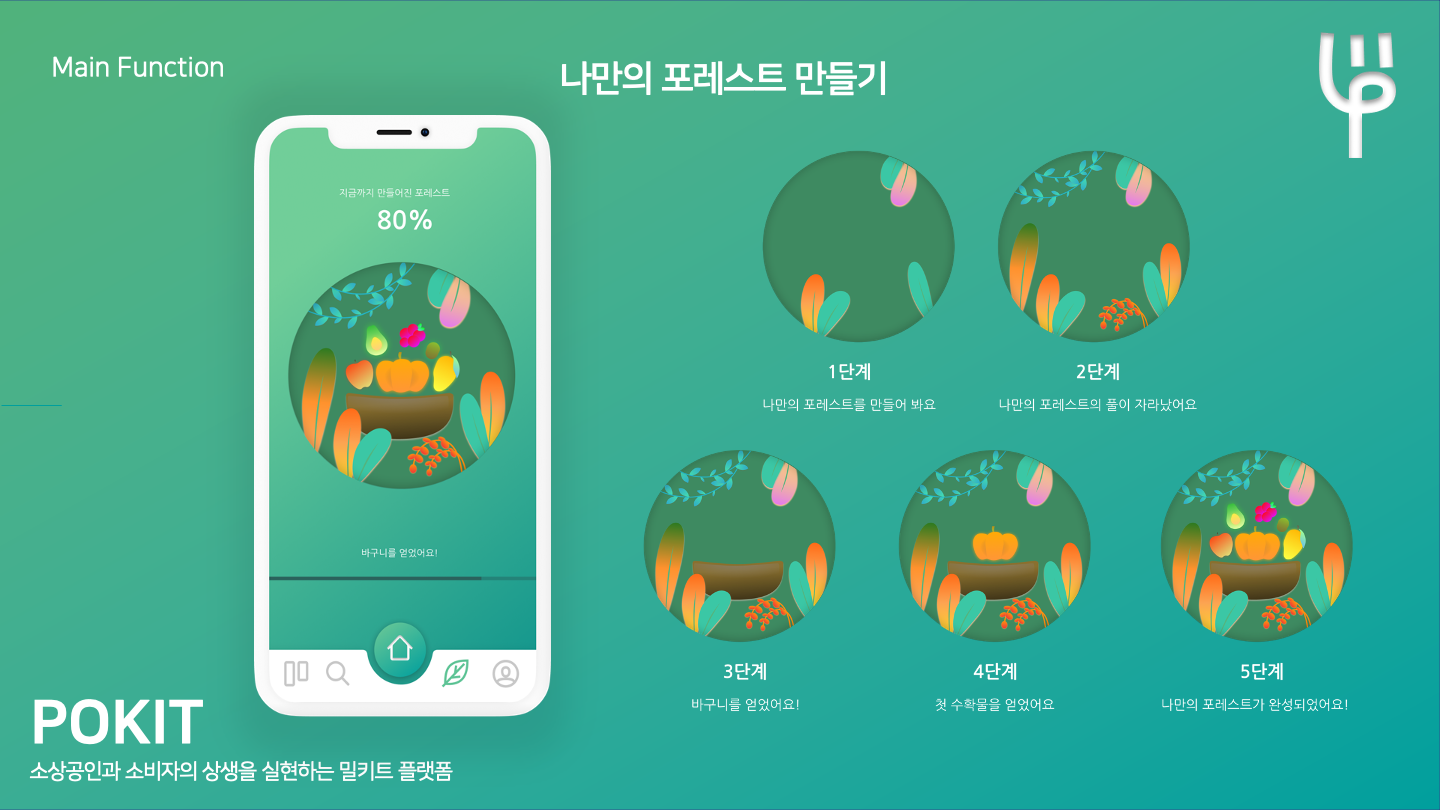 Main Function
나만의 포레스트 만들기
지금까지 만들어진 포레스트
80%
바구니를 얻었어요!
1단계
나만의 포레스트를 만들어 봐요
2단계
나만의 포레스트의 풀이 자라났어요
3단계
바구니를 얻었어요!
4단계
첫 수확물을 얻었어요
5단계
나만의 포레스트가 완성되었어요!
POKIT
소상공인과 소비자의 상생을 실현하는 밀키트 플랫폼